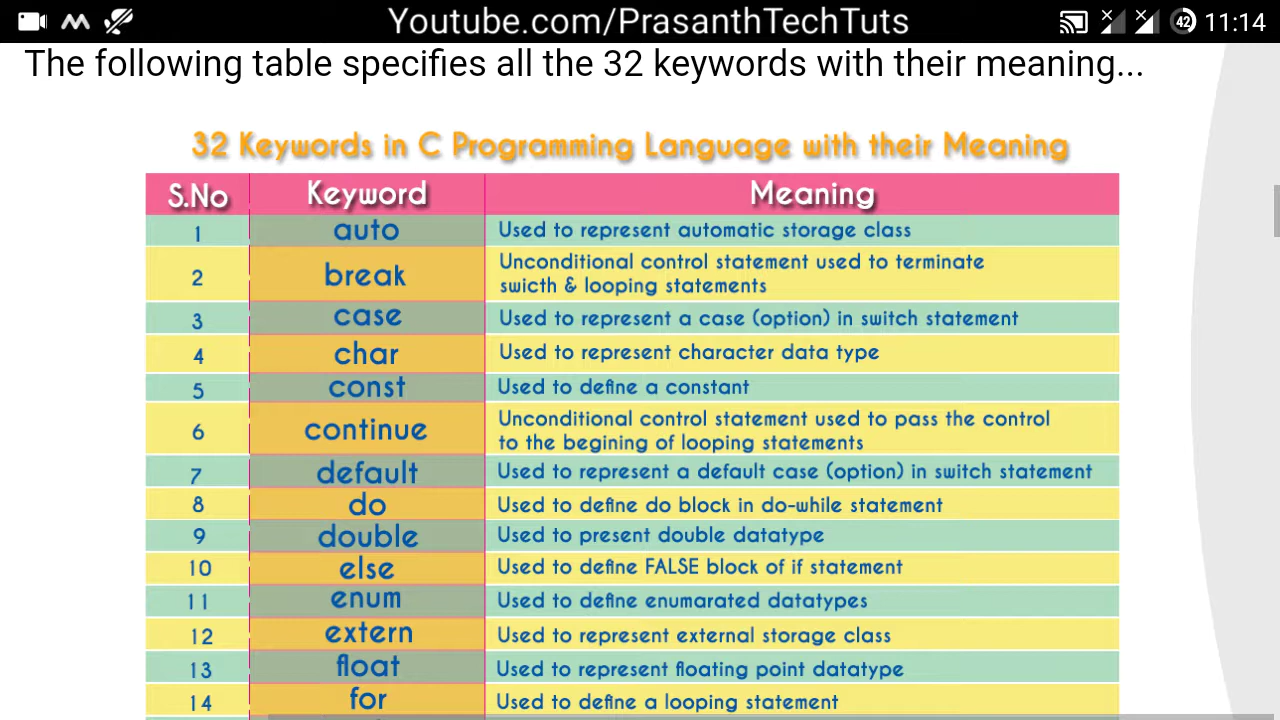 Youtube.com/PrasanthTechTuts
42 11:14
The following table specifies all the 32 keywords with their meaning...
32 Keywords in C Programming Language with their Meaning
S.No Keyword Meaning
1 auto Used to represent automatic storage class
2 break Unconditional control statement used to terminate
swicth & looping statements
3 case Used to represent a case (option) in switch statement
4 char Used to represent character data type
5 const Used to define a constant
6 continue Unconditional control statement used to pass the control
to the begining of looping statements
7 default Used to represent a default case (option) in switch statement
8 do Used to define do block in do-while statement
9 double Used to present double datatype
10 else Used to define FALSE block of if statement
11 enum Used to define enumarated datatypes
12 extern Used to represent external storage class
13 float Used to represent floating point datatype
14 for Used to define a looping statement